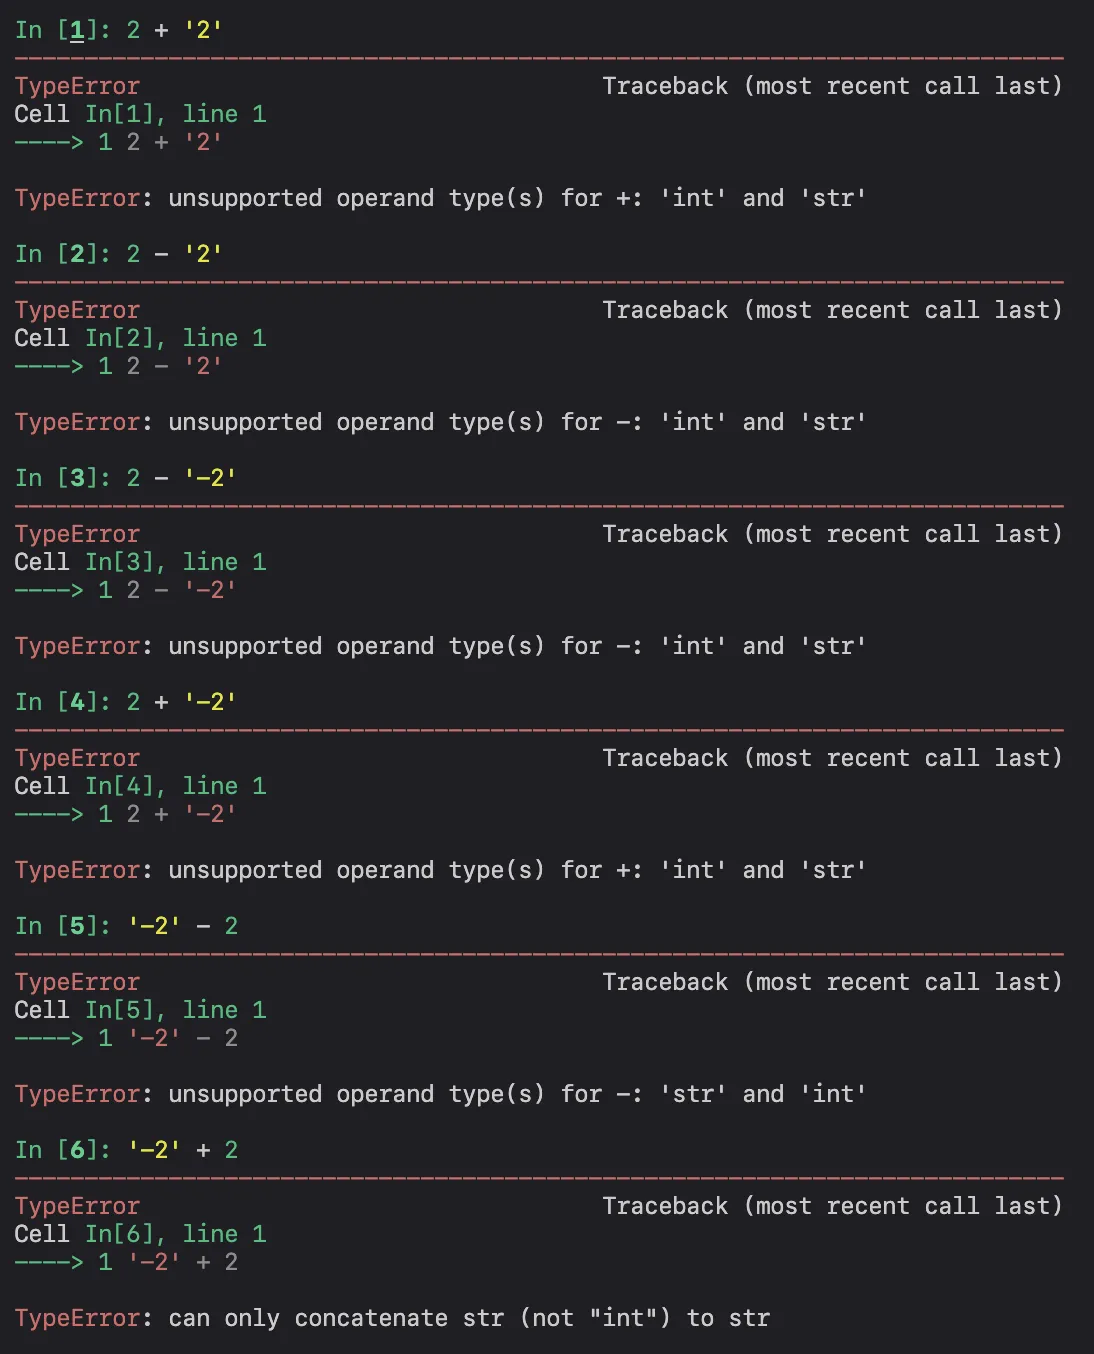 In [1]: 2 + '2'
---------------------------------------------------------------------------
TypeError                                 Traceback (most recent call last)
Cell In[1], line 1
----> 1 2 + '2'

TypeError: unsupported operand type(s) for +: 'int' and 'str'

In [2]: 2 - '2'
---------------------------------------------------------------------------
TypeError                                 Traceback (most recent call last)
Cell In[2], line 1
----> 1 2 - '2'

TypeError: unsupported operand type(s) for -: 'int' and 'str'

In [3]: 2 - '-2'
---------------------------------------------------------------------------
TypeError                                 Traceback (most recent call last)
Cell In[3], line 1
----> 1 2 - '-2'

TypeError: unsupported operand type(s) for -: 'int' and 'str'

In [4]: 2 + '-2'
---------------------------------------------------------------------------
TypeError                                 Traceback (most recent call last)
Cell In[4], line 1
----> 1 2 + '-2'

TypeError: unsupported operand type(s) for +: 'int' and 'str'

In [5]: '-2' - 2
---------------------------------------------------------------------------
TypeError                                 Traceback (most recent call last)
Cell In[5], line 1
----> 1 '-2' - 2

TypeError: unsupported operand type(s) for -: 'str' and 'int'

In [6]: '-2' + 2
---------------------------------------------------------------------------
TypeError                                 Traceback (most recent call last)
Cell In[6], line 1
----> 1 '-2' + 2

TypeError: can only concatenate str (not "int") to str